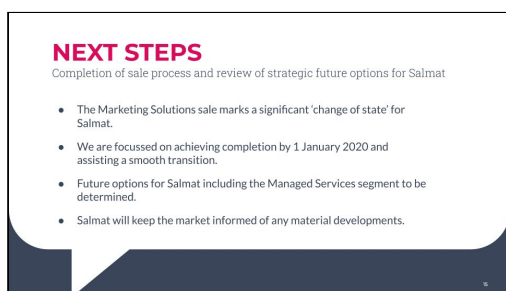 NEXT STEPS
Completion of sale process and review of strategic future options for Salmat
● The Marketing Solutions sale marks a significant 'change of state' for
Salmat.
● We are focussed on achieving completion by 1 January 2020 and
assisting a smooth transition.
● Future options for Salmat including the Managed Services segment to be
determined.
● Salmat will keep the market informed of any material developments.